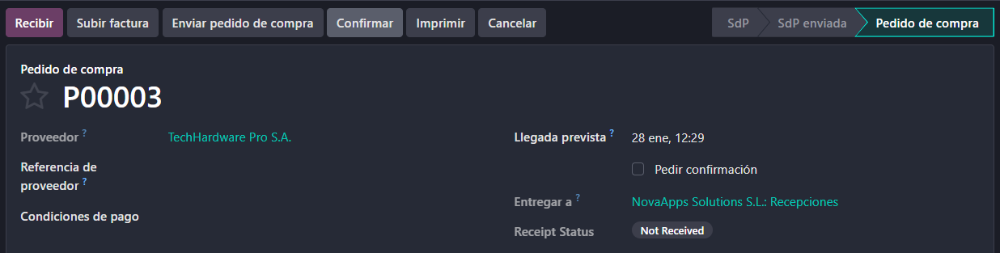 Recibir Subir factura Enviar pedido de compra Confirmar Imprimir Cancelar SdP SdP enviada Pedido de compra
Pedido de compra
P00003
Proveedor ? TechHardware Pro S.A. Llegada prevista ? 28 ene, 12:29
Referencia de
proveedor ? Pedir confirmación
Entregar a ? NovaApps Solutions S.L.: Recepciones
Condiciones de pago
Receipt Status Not Received